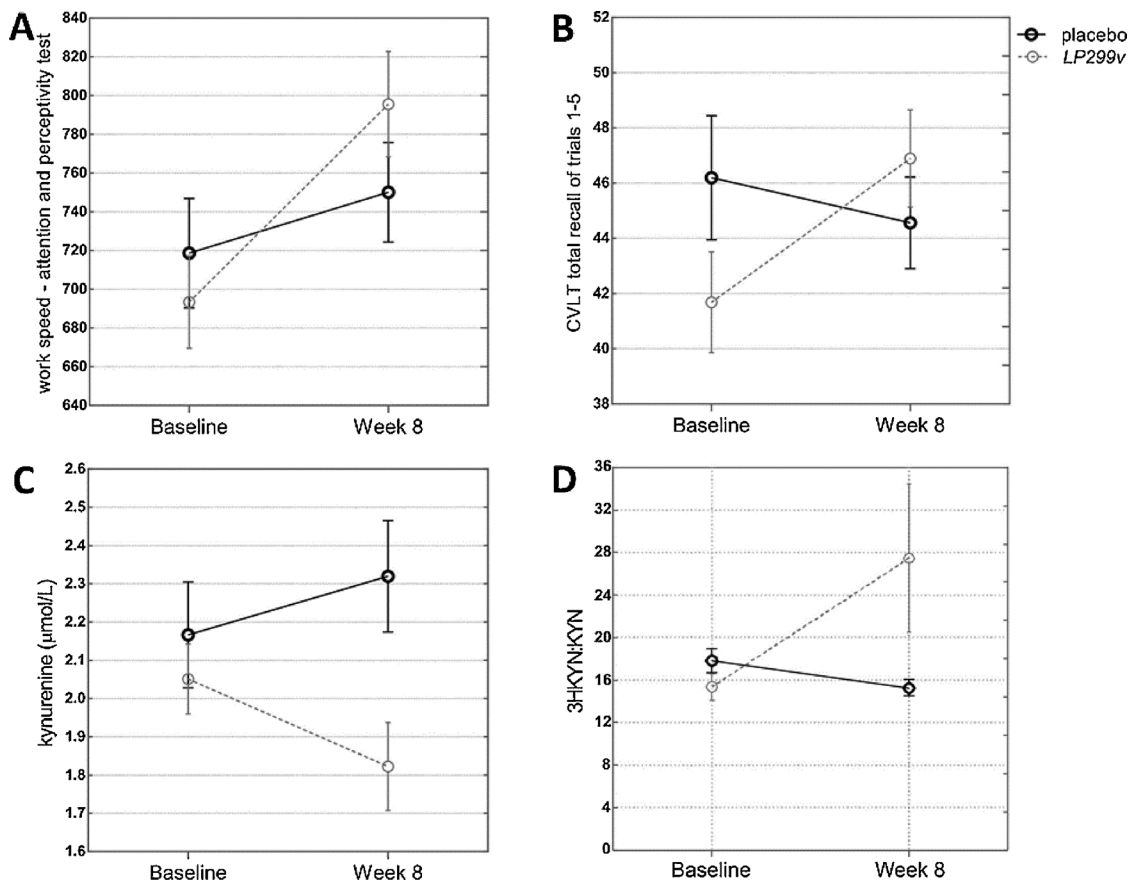 A
work speed - attention and perceptivity test
840
820
800
780
760
740
720
700
680
660
640
Baseline
Week 8
B
CVLT total recall of trials 1-5
52
50
48
46
44
42
40
38
Baseline
Week 8
placebo
LP299v
C
kynurenine (µmol/L)
2.6
2.5
2.4
2.3
2.2
2.1
2.0
1.9
1.8
1.7
1.6
Baseline
Week 8
D
3HKYN:KYN
36
32
28
24
20
16
12
8
4
0
Baseline
Week 8